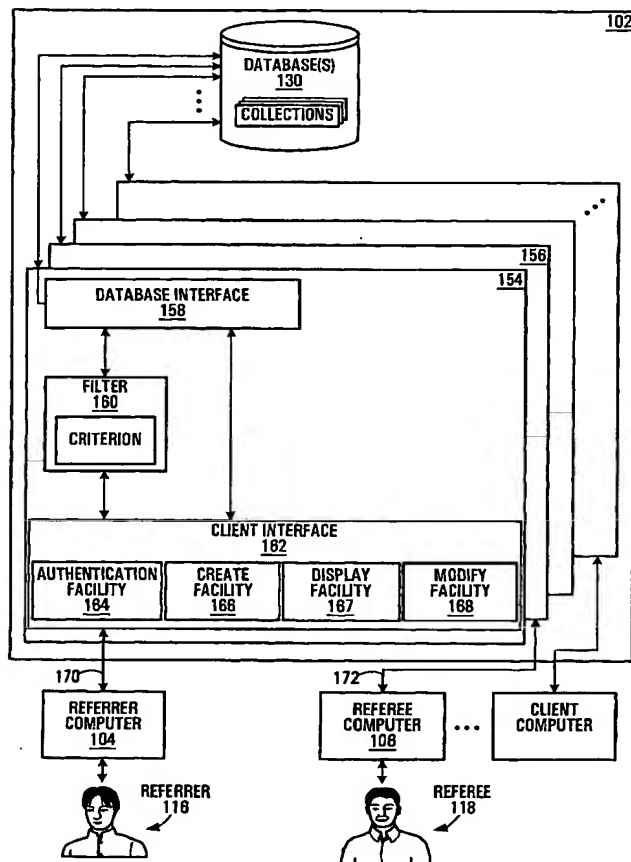 102
DATABASE(S)
130
COLLECTIONS
156
154
DATABASE INTERFACE
158
FILTER
160
CRITERION
CLIENT INTERFACE
162
AUTHENTICATION
FACILITY
164
CREATE
FACILITY
166
DISPLAY
FACILITY
167
MODIFY
FACILITY
168
170
172
REFERRER
COMPUTER
104
REFEREE
COMPUTER
106
CLIENT
COMPUTER
REFERRER
116
REFEREE
118